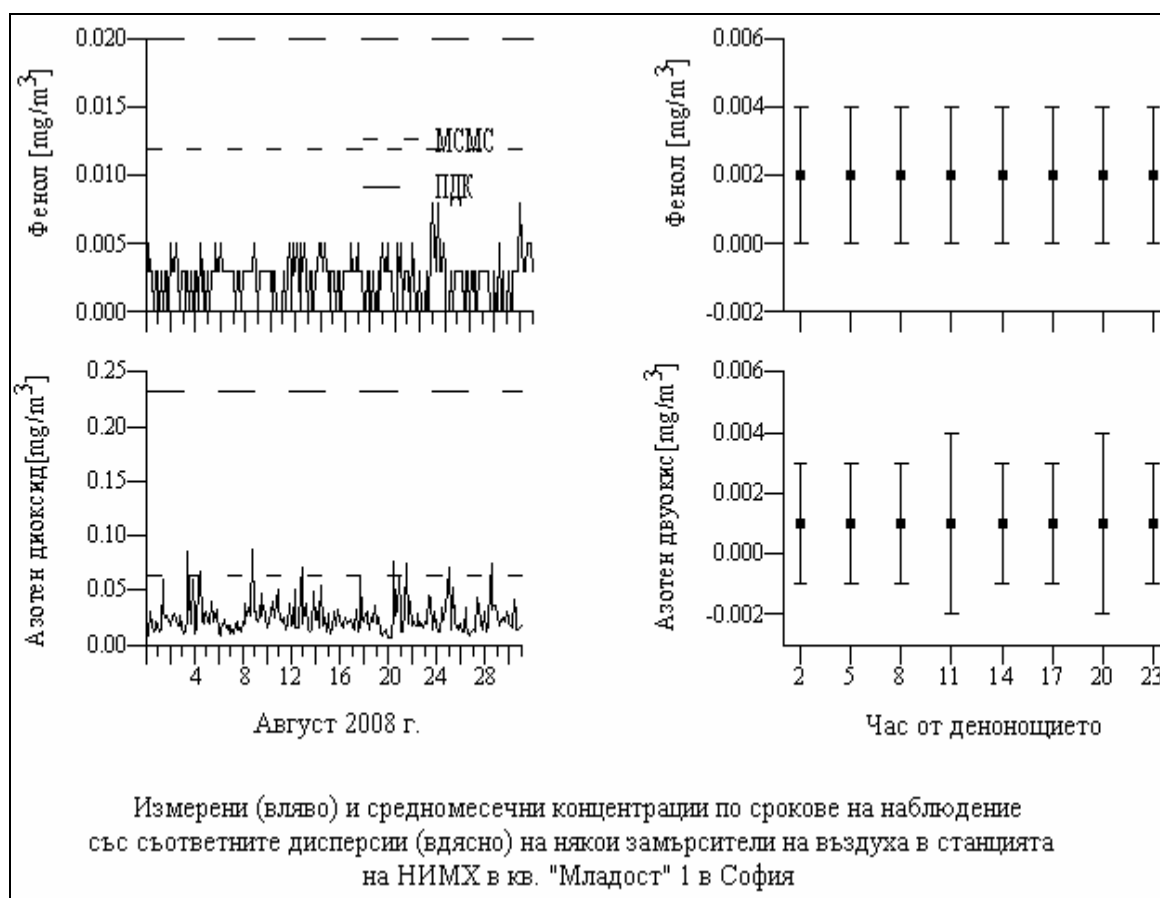 0.020
0.015
0.010
0.005
0.000
Фенол [mg/m³]
МСМС
ПДК
0.006
0.004
0.002
0.000
-0.002
Фенол [mg/m³]
0.25
0.20
0.15
0.10
0.05
0.00
Азотен диоксид[mg/m³]
4 8 12 16 20 24 28
Август 2008 г.
0.006
0.004
0.002
0.000
-0.002
Азотен двуокис[mg/m³]
2 5 8 11 14 17 20 23
Час от денонощието
Измерени (вляво) и средномесечни концентрации по срокове на наблюдение
със съответните дисперсии (вдясно) на някои замърсители на въздуха в станцията
на НИМХ в кв. "Младост" 1 в София